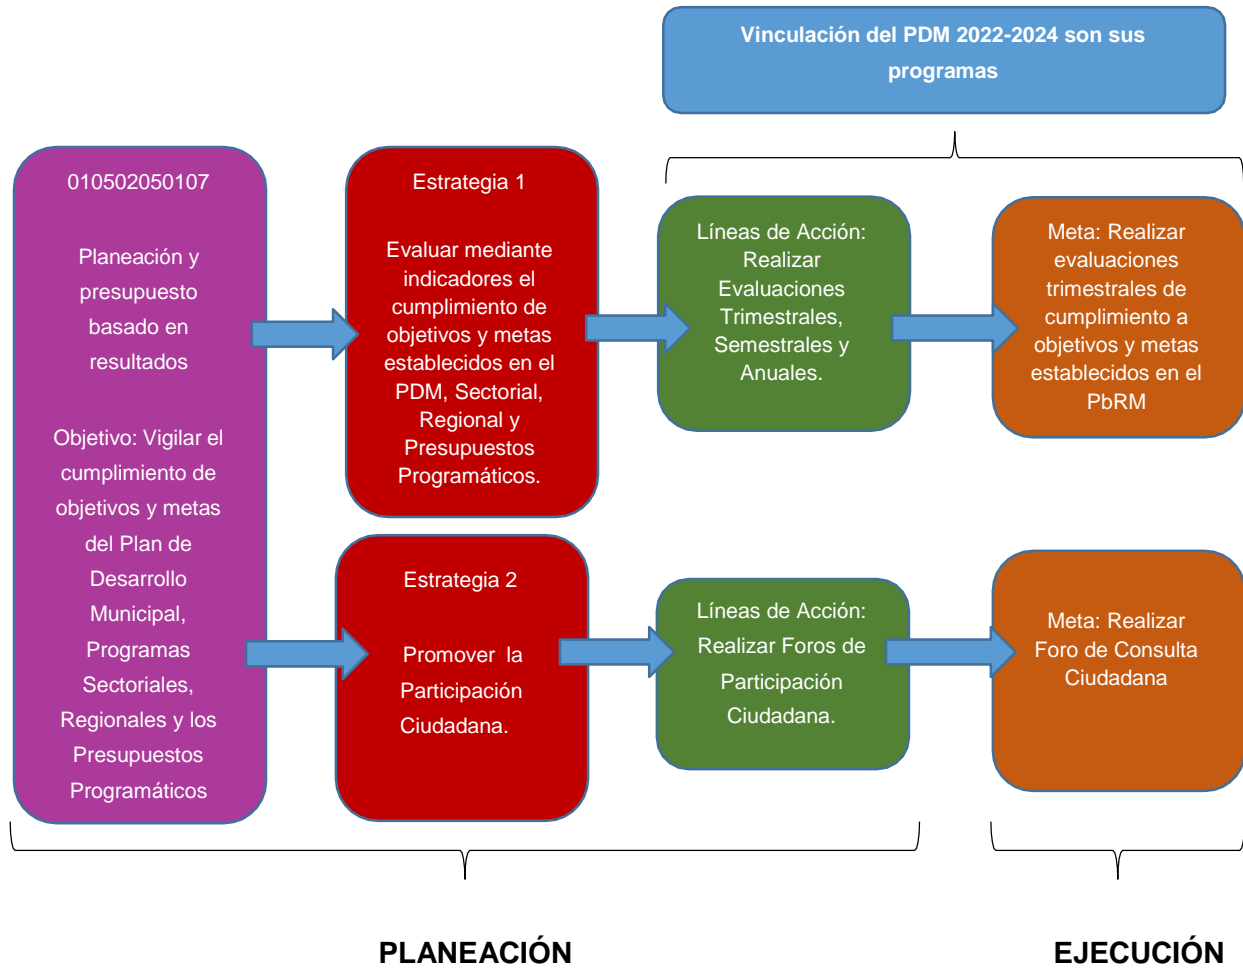 Vinculación del PDM 2022-2024 son sus
programas
010502050107
Planeación y
presupuesto
basado en
resultados
Objetivo: Vigilar el
cumplimiento de
objetivos y metas
del Plan de
Desarrollo
Municipal,
Programas
Sectoriales,
Regionales y los
Presupuestos
Programáticos
Estrategia 1
Evaluar mediante
indicadores el
cumplimiento de
objetivos y metas
establecidos en el
PDM, Sectorial,
Regional y
Presupuestos
Programáticos.
Líneas de Acción:
Realizar
Evaluaciones
Trimestrales,
Semestrales y
Anuales.
Meta: Realizar
evaluaciones
trimestrales de
cumplimiento a
objetivos y metas
establecidos en el
PbRM
Estrategia 2
Promover la
Participación
Ciudadana.
Líneas de Acción:
Realizar Foros de
Participación
Ciudadana.
Meta: Realizar
Foro de Consulta
Ciudadana
PLANEACIÓN
EJECUCIÓN